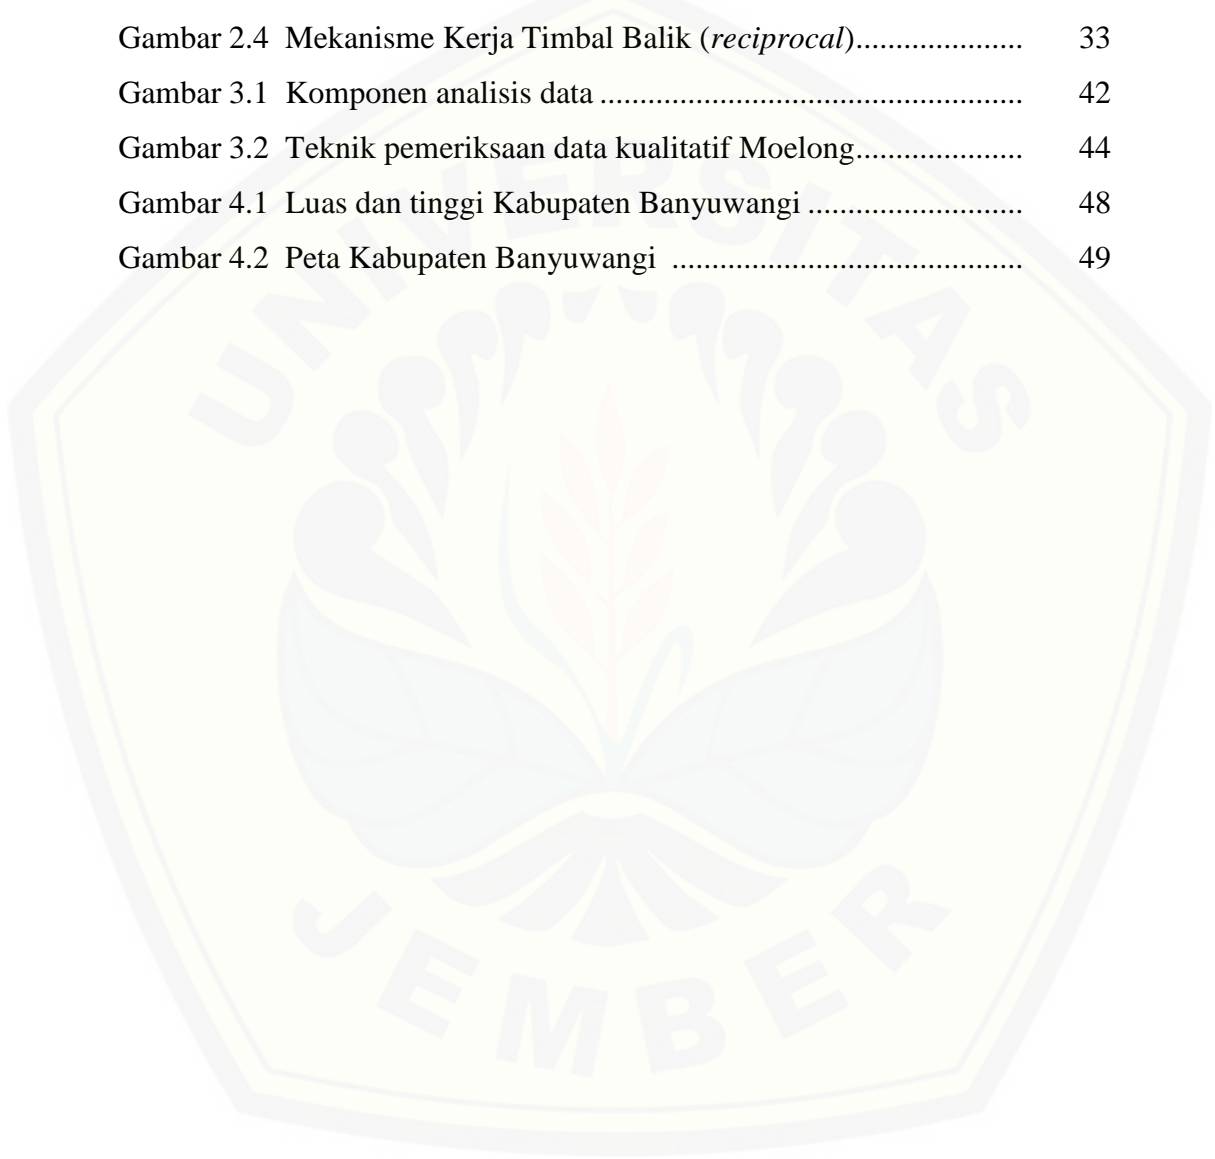 Gambar 2.4 Mekanisme Kerja Timbal Balik (reciprocal)..................... 33
Gambar 3.1 Komponen analisis data ..................................................... 42
Gambar 3.2 Teknik pemeriksaan data kualitatif Moelong..................... 44
Gambar 4.1 Luas dan tinggi Kabupaten Banyuwangi ........................... 48
Gambar 4.2 Peta Kabupaten Banyuwangi ............................................ 49
UNIVERSITAS
JEMBER